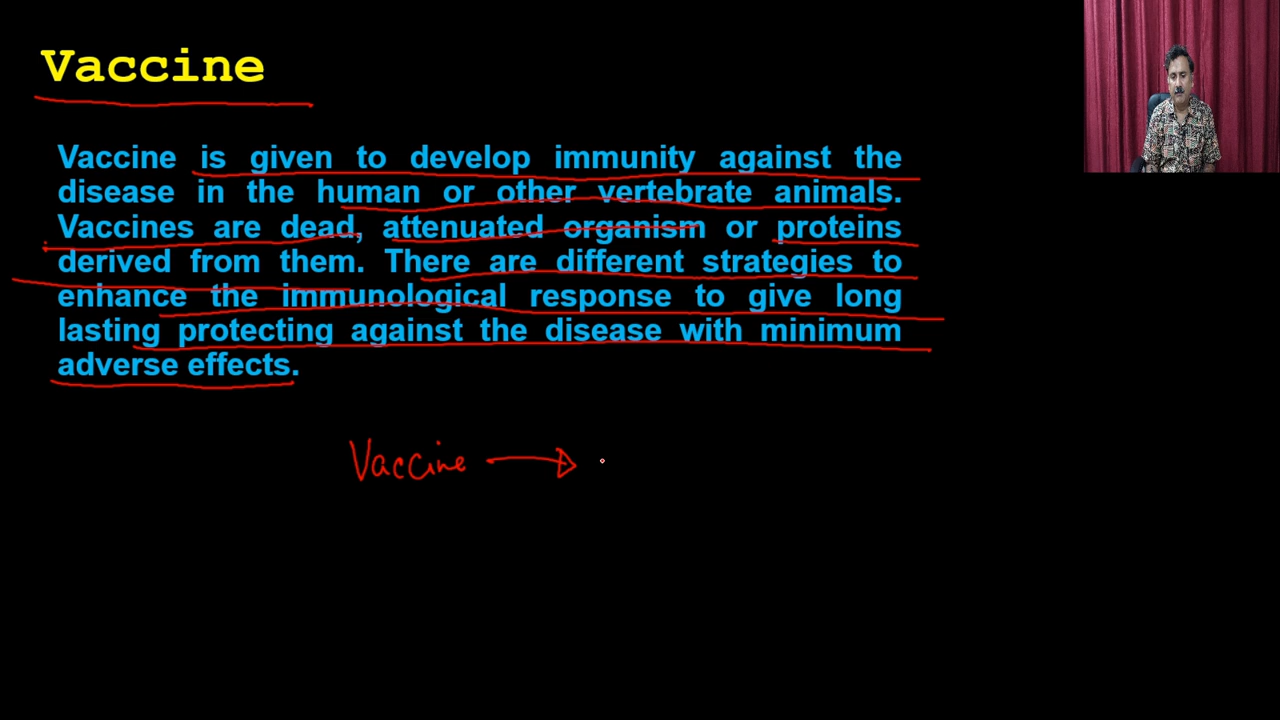 Vaccine
Vaccine is given to develop immunity against the
disease in the human or other vertebrate animals.
Vaccines are dead, attenuated organism or proteins
derived from them. There are different strategies to
enhance the immunological response to give long
lasting protecting against the disease with minimum
adverse effects.
Vaccine →